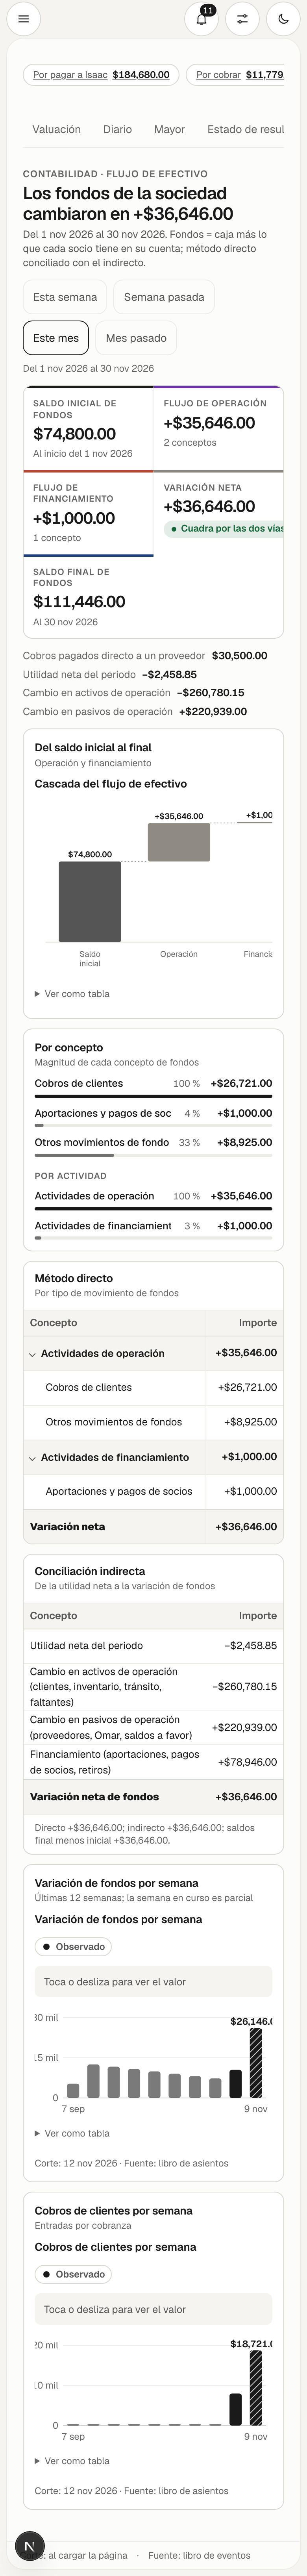 11
Por pagar a Isaac $184,680.00 Por cobrar $11,779.
Valuación Diario Mayor Estado de resul
CONTABILIDAD · FLUJO DE EFECTIVO
Los fondos de la sociedad
cambiaron en +$36,646.00
Del 1 nov 2026 al 30 nov 2026. Fondos = caja más lo
que cada socio tiene en su cuenta; método directo
conciliado con el indirecto.
Esta semana Semana pasada
Este mes Mes pasado
Del 1 nov 2026 al 30 nov 2026
SALDO INICIAL DE
FONDOS
$74,800.00
Al inicio del 1 nov 2026
FLUJO DE OPERACIÓN
+$35,646.00
2 conceptos
FLUJO DE
FINANCIAMIENTO
+$1,000.00
1 concepto
VARIACIÓN NETA
+$36,646.00
Cuadra por las dos vías
SALDO FINAL DE
FONDOS
$111,446.00
Al 30 nov 2026
Cobros pagados directo a un proveedor $30,500.00
Utilidad neta del periodo −$2,458.85
Cambio en activos de operación −$260,780.15
Cambio en pasivos de operación +$220,939.00
Del saldo inicial al final
Operación y financiamiento
Cascada del flujo de efectivo
+$35,646.00 +$1,00
$74,800.00
Saldo
inicial
Operación
Financia
Ver como tabla
Por concepto
Magnitud de cada concepto de fondos
Cobros de clientes 100 % +$26,721.00
Aportaciones y pagos de soc 4 % +$1,000.00
Otros movimientos de fondo 33 % +$8,925.00
POR ACTIVIDAD
Actividades de operación 100 % +$35,646.00
Actividades de financiamient 3 % +$1,000.00
Método directo
Por tipo de movimiento de fondos
Concepto Importe
Actividades de operación +$35,646.00
Cobros de clientes +$26,721.00
Otros movimientos de fondos +$8,925.00
Actividades de financiamiento +$1,000.00
Aportaciones y pagos de socios +$1,000.00
Variación neta +$36,646.00
Conciliación indirecta
De la utilidad neta a la variación de fondos
Concepto Importe
Utilidad neta del periodo −$2,458.85
Cambio en activos de operación
(clientes, inventario, tránsito,
faltantes)
−$260,780.15
Cambio en pasivos de operación
(proveedores, Omar, saldos a favor)
+$220,939.00
Financiamiento (aportaciones, pagos
de socios, retiros)
+$78,946.00
Variación neta de fondos +$36,646.00
Directo +$36,646.00; indirecto +$36,646.00; saldos
final menos inicial +$36,646.00.
Variación de fondos por semana
Últimas 12 semanas; la semana en curso es parcial
Variación de fondos por semana
Observado
Toca o desliza para ver el valor
30 mil
$26,146.0
15 mil
0
7 sep 9 nov
Ver como tabla
Corte: 12 nov 2026 · Fuente: libro de asientos
Cobros de clientes por semana
Entradas por cobranza
Cobros de clientes por semana
Observado
Toca o desliza para ver el valor
20 mil $18,721.0
10 mil
0
7 sep 9 nov
Ver como tabla
Corte: 12 nov 2026 · Fuente: libro de asientos
N
al cargar la página · Fuente: libro de eventos